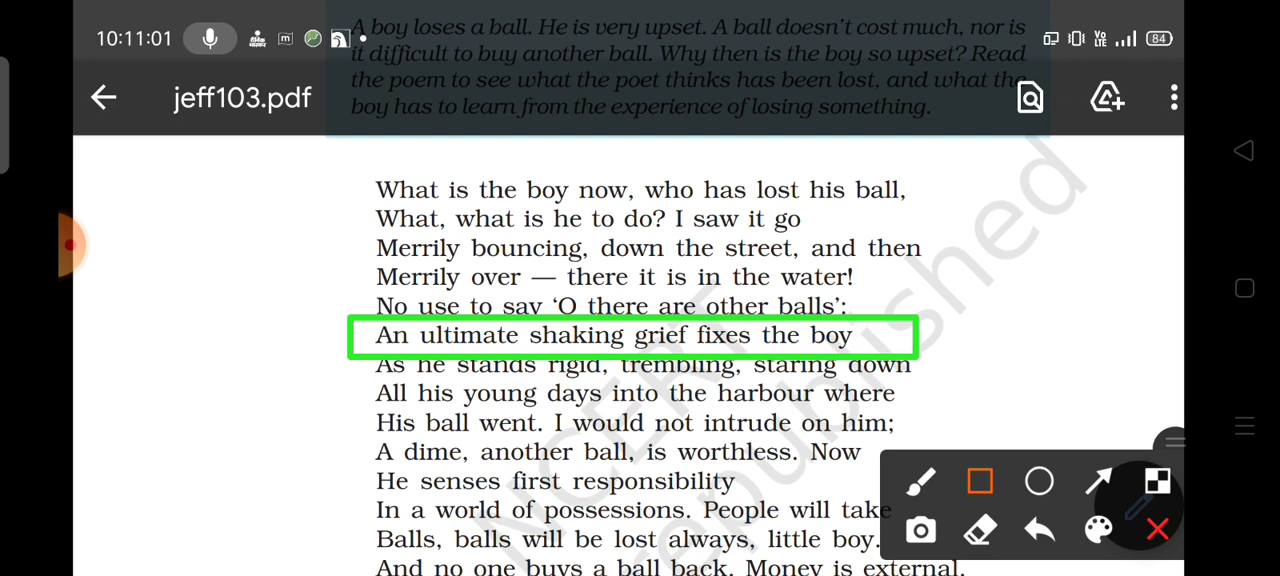 A boy loses a ball. He is very upset. A ball doesn't cost much, nor is
10:11:01
VO LTE 84
it difficult to buy another ball. Why then is the boy so upset? Read
the poem to see what the poet thinks has been lost, and what the
jeff103.pdf
boy has to learn from the experience of losing something.
What is the boy now, who has lost his ball,
What, what is he to do? I saw it go
Merrily bouncing, down the street, and then
Merrily over — there it is in the water!
No use to say ‘O there are other balls’:
An ultimate shaking grief fixes the boy
As he stands rigid, trembling, staring down
All his young days into the harbour where
His ball went. I would not intrude on him;
A dime, another ball, is worthless. Now
He senses first responsibility
In a world of possessions. People will take
Balls, balls will be lost always, little boy.
And no one buys a ball back. Money is external.
NCERT
republished